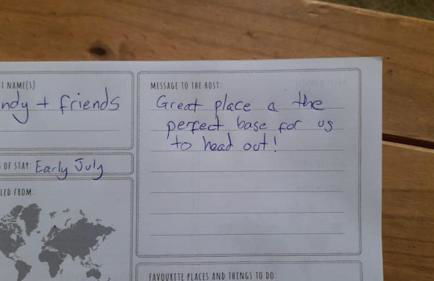 T NAME(S)
ndy + friends
OF STAY: Early July
LED FROM:
MESSAGE TO THE HOST:
Great place a the
perfect base for us
to head out!
FAVOURITE PLACES AND THINGS TO DO: